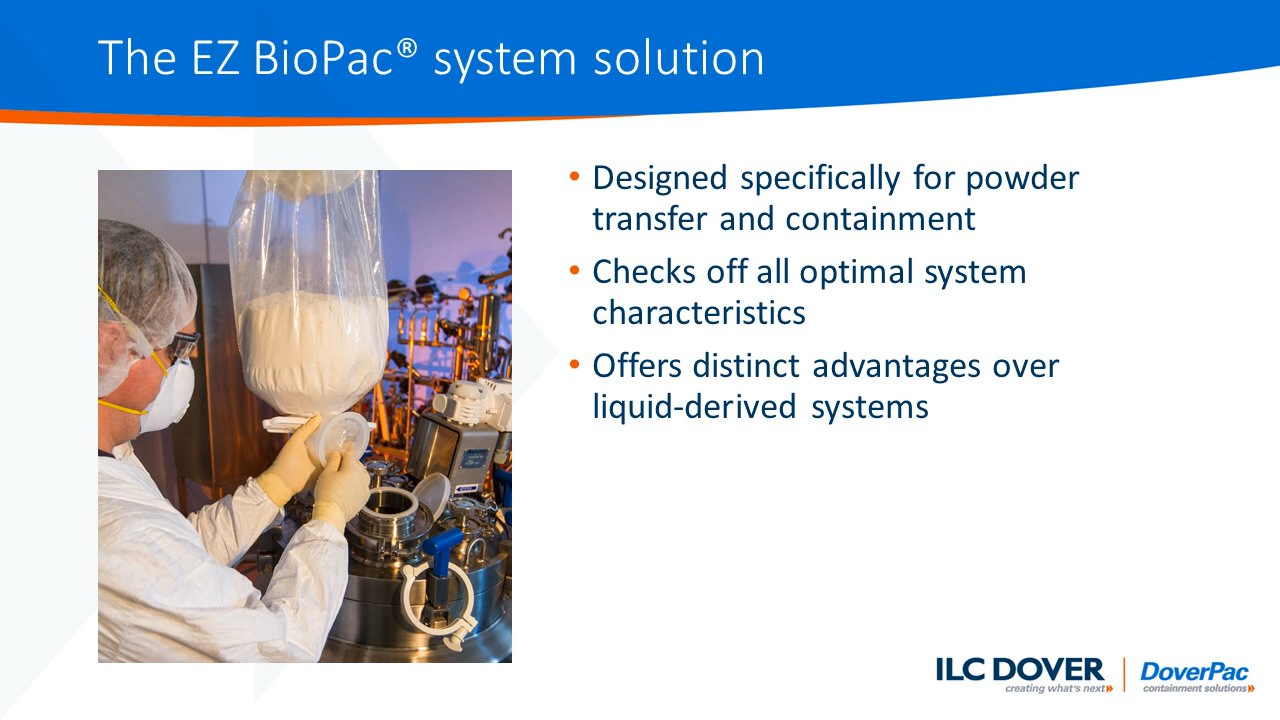 The EZ BioPac® system solution
• Designed specifically for powder
transfer and containment
• Checks off all optimal system
characteristics
• Offers distinct advantages over
liquid-derived systems
ILC DOVER
creating what's next
DoverPac
containment solutions